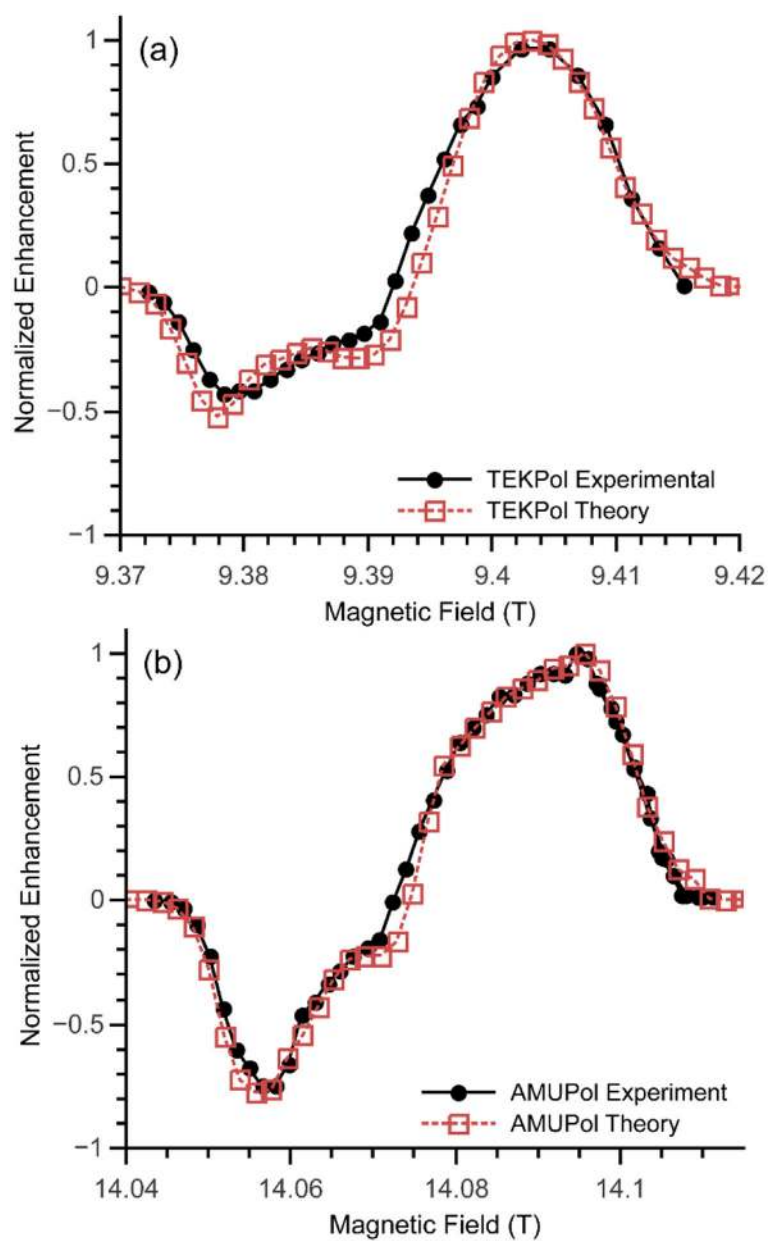 (a)
Normalized Enhancement
1
0.5
0
−0.5
−1
TEKPol Experimental
TEKPol Theory
9.37 9.38 9.39 9.4 9.41 9.42
Magnetic Field (T)
(b)
Normalized Enhancement
1
0.5
0
−0.5
−1
AMUPol Experiment
AMUPol Theory
14.04 14.06 14.08 14.1
Magnetic Field (T)